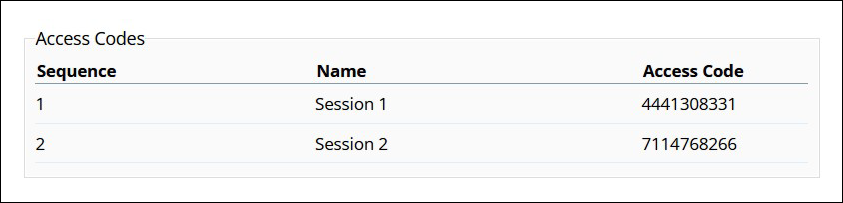 Access Codes
Sequence Name Access Code
1 Session 1 4441308331
2 Session 2 7114768266